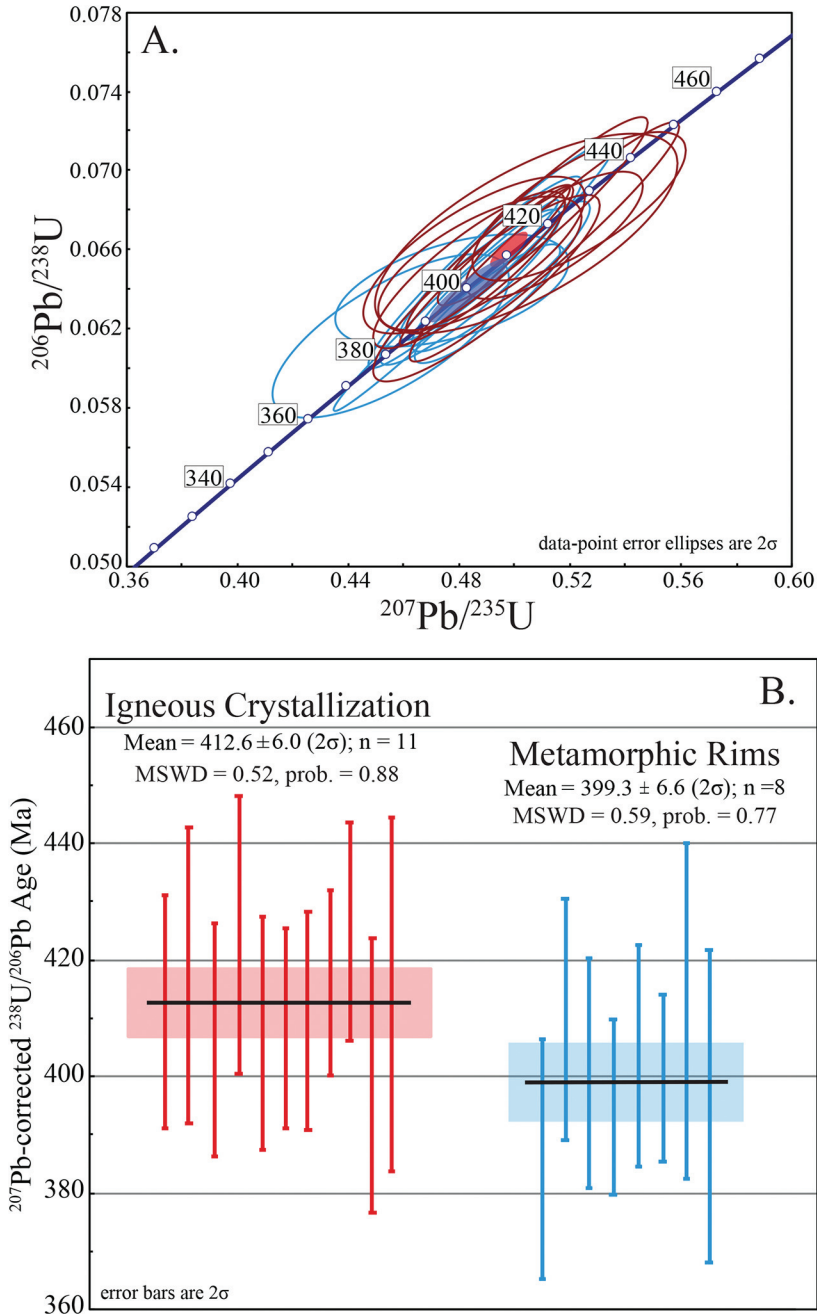 A.
0.078
0.074
0.070
0.066
0.062
0.058
0.054
0.050
²⁰⁶Pb/²³⁸U
460
440
420
400
380
360
340
data-point error ellipses are 2σ
0.36 0.40 0.44 0.48 0.52 0.56 0.60
²⁰⁷Pb/²³⁵U
B.
Igneous Crystallization
Mean = 412.6 ±6.0 (2σ); n = 11
MSWD = 0.52, prob. = 0.88
Metamorphic Rims
Mean = 399.3 ± 6.6 (2σ); n =8
MSWD = 0.59, prob. = 0.77
460
440
420
400
380
360
²⁰⁷Pb-corrected ²³⁸U/²⁰⁶Pb Age (Ma)
error bars are 2σ